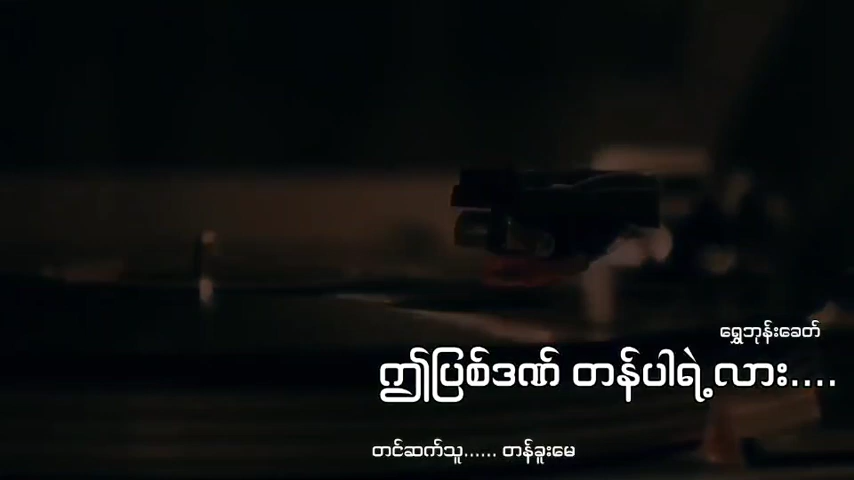 ရွှေဘုန်းခေတ်
ဤပြစ်ဒဏ် တန်ပါရဲ့လား....
တင်ဆက်သူ...... တန်ခူးမေ